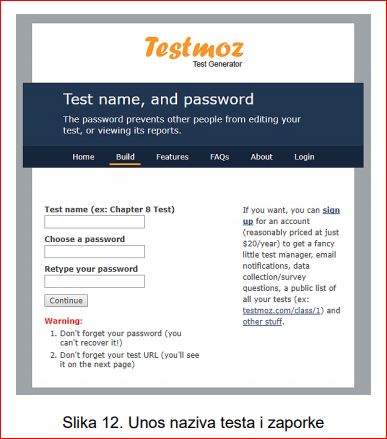 Testmoz
Test Generator
Test name, and password
The password prevents other people from editing your
test, or viewing its reports.
Home Build Features FAQs About Login
Test name (ex: Chapter 8 Test)
Choose a password
Retype your password
Continue
Warning:
1. Don't forget your password (you
can't recover it!)
2. Don't forget your test URL (you'll see
it on the next page)
If you want, you can sign
up for an account
(reasonably priced at just
$20/year) to get a fancy
little test manager, email
notifications, data
collection/survey
questions, a public list of
all your tests (ex:
testmoz.com/class/1) and
other stuff.
Slika 12. Unos naziva testa i zaporke